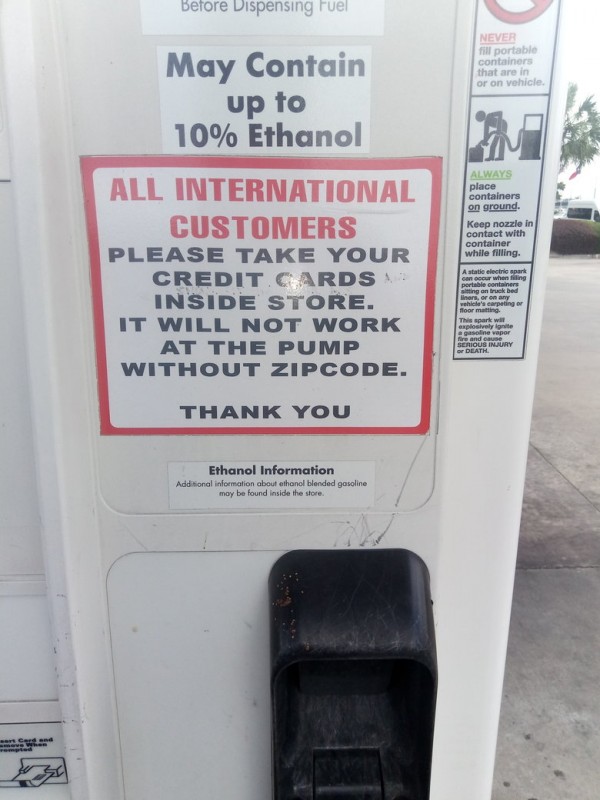 Before Dispensing Fuel
May Contain
up to
10% Ethanol
ALL INTERNATIONAL
CUSTOMERS
PLEASE TAKE YOUR
CREDIT CARDS
INSIDE STORE.
IT WILL NOT WORK
AT THE PUMP
WITHOUT ZIPCODE.
THANK YOU
Ethanol Information
Additional information about ethanol blended gasoline
may be found inside the store.
NEVER
fill portable
containers
that are in
or on vehicle.
ALWAYS
place
containers
on ground.
Keep nozzle in
contact with
container
while filling.
A static electric spark
can occur when filling
portable containers
sitting on truck bed
liners, or on any
vehicle's carpeting or
floor matting.
This spark will
explosively ignite
a gasoline vapor
fire and cause
SERIOUS INJURY
or DEATH.
Card and
When